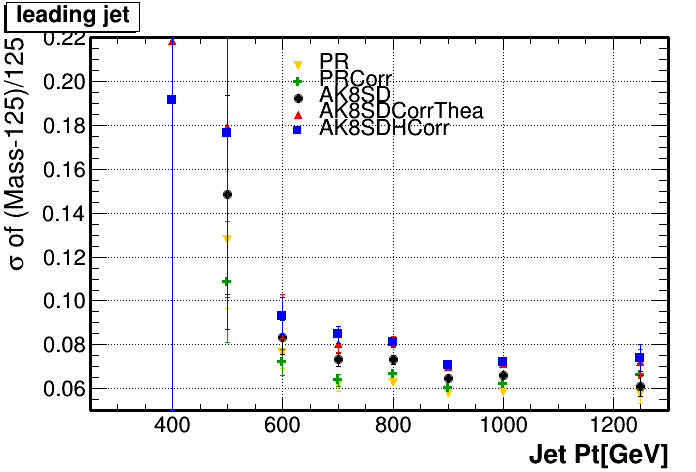 leading jet
σ of (Mass-125)/125
0.22
0.20
0.18
0.16
0.14
0.12
0.10
0.08
0.06
PR
PRCorr
AK8SD
AK8SDCorrThea
AK8SDHCorr
400 600 800 1000 1200
Jet Pt[GeV]